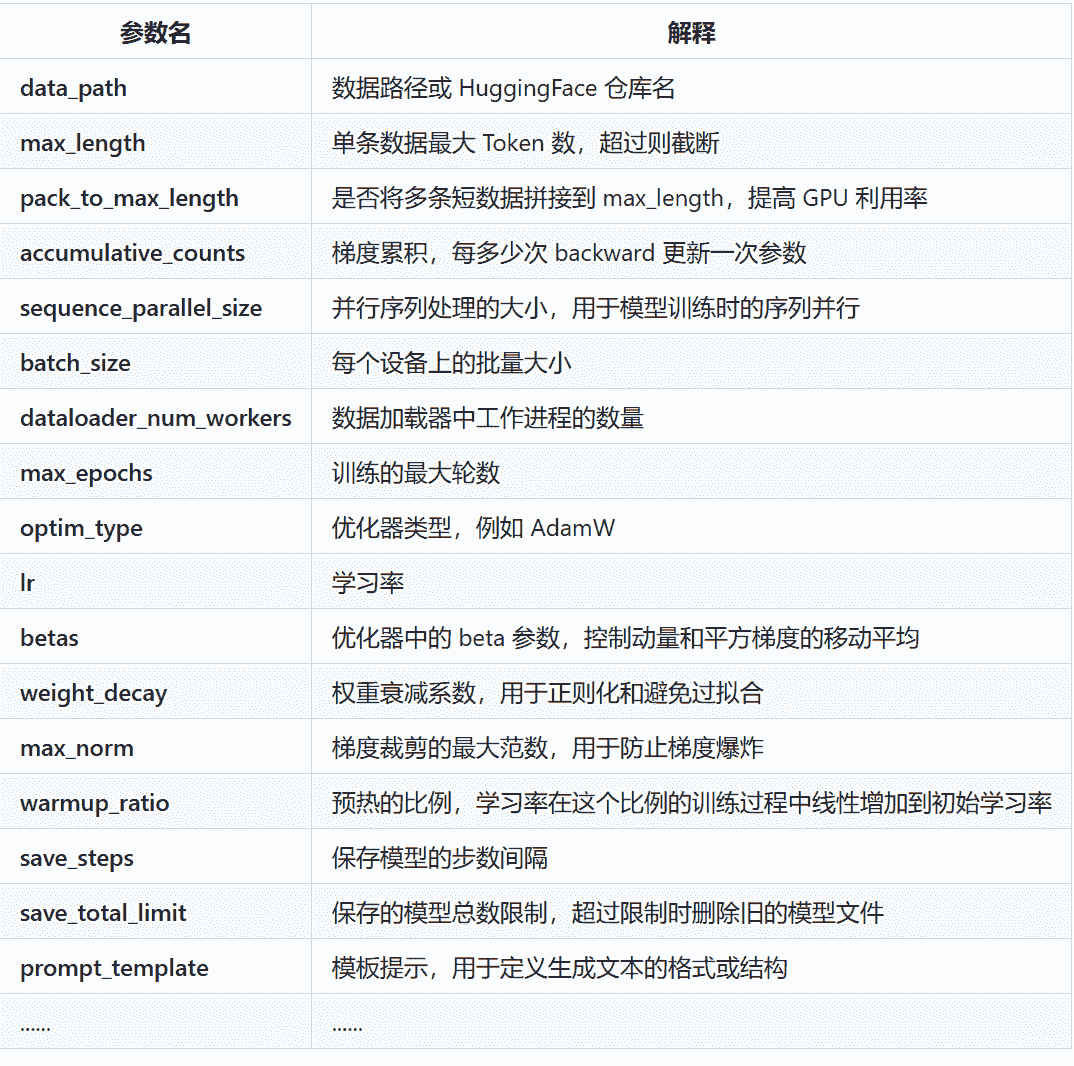 参数名 解释
data_path 数据路径或 HuggingFace 仓库名
max_length 单条数据最大 Token 数，超过则截断
pack_to_max_length 是否将多条短数据拼接到 max_length，提高 GPU 利用率
accumulative_counts 梯度累积，每多少次 backward 更新一次参数
sequence_parallel_size 并行序列处理的大小，用于模型训练时的序列并行
batch_size 每个设备上的批量大小
dataloader_num_workers 数据加载器中工作进程的数量
max_epochs 训练的最大轮数
optim_type 优化器类型，例如 AdamW
lr 学习率
betas 优化器中的 beta 参数，控制动量和平方梯度的移动平均
weight_decay 权重衰减系数，用于正则化和避免过拟合
max_norm 梯度裁剪的最大范数，用于防止梯度爆炸
warmup_ratio 预热的比例，学习率在这个比例的训练过程中线性增加到初始学习率
save_steps 保存模型的步数间隔
save_total_limit 保存的模型总数限制，超过限制时删除旧的模型文件
prompt_template 模板提示，用于定义生成文本的格式或结构
...... ......